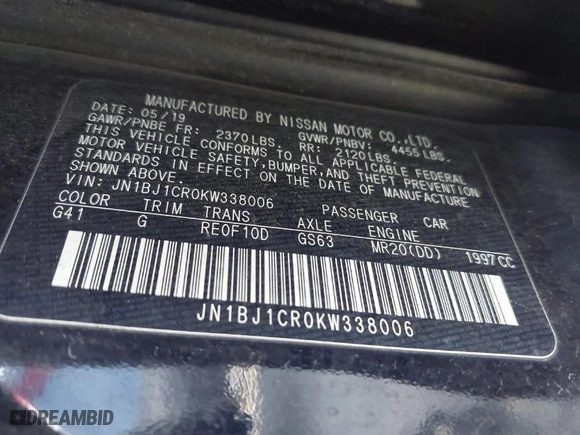 MANUFACTURED BY NISSAN MOTOR CO.,LTD.
DATE: 05/19 GVWR/PNBV: 4455LBS.
GAWR/PNBE FR: 2370LBS. RR: 2120LBS.
THIS VEHICLE CONFORMS TO ALL APPLICABLE FEDERAL
MOTOR VEHICLE SAFETY,BUMPER,AND THEFT PREVENTION
STANDARDS IN EFFECT ON THE DATE OF MANUFACTURE
SHOWN ABOVE.
VIN: JN1BJ1CR0KW338006 PASSENGER CAR
COLOR TRIM TRANS AXLE ENGINE
G41 G RE0F10D GS63 MR20(DD) 1997CC
JN1BJ1CR0KW338006
DREAMBID